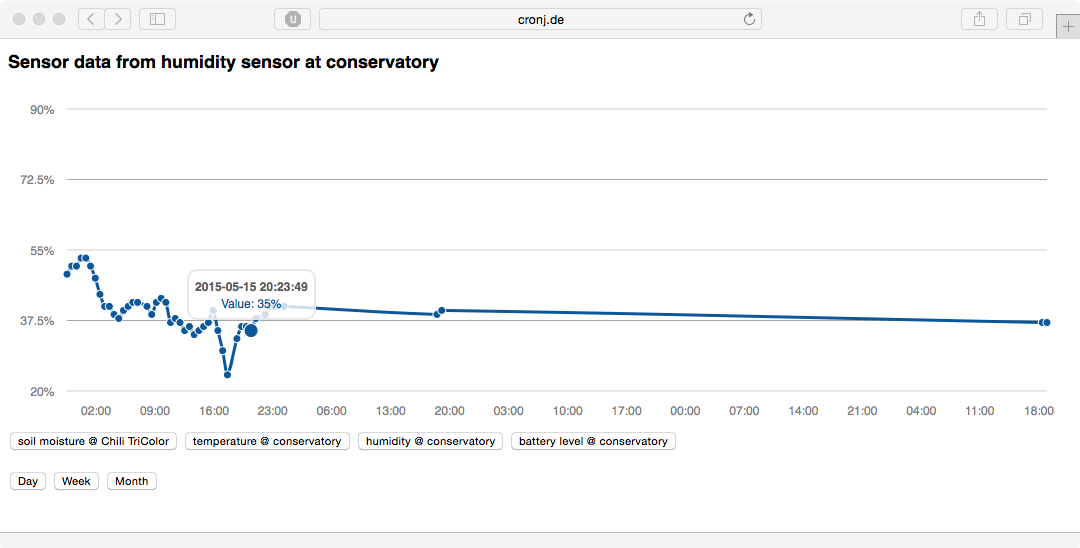 cronj.de
Sensor data from humidity sensor at conservatory
90%
72.5%
55%
2015-05-15 20:23:49
Value: 35%
37.5%
20%
02:00 09:00 16:00 23:00 06:00 13:00 20:00 03:00 10:00 17:00 00:00 07:00 14:00 21:00 04:00 11:00 18:00
soil moisture @ Chili TriColor temperature @ conservatory humidity @ conservatory battery level @ conservatory
Day Week Month